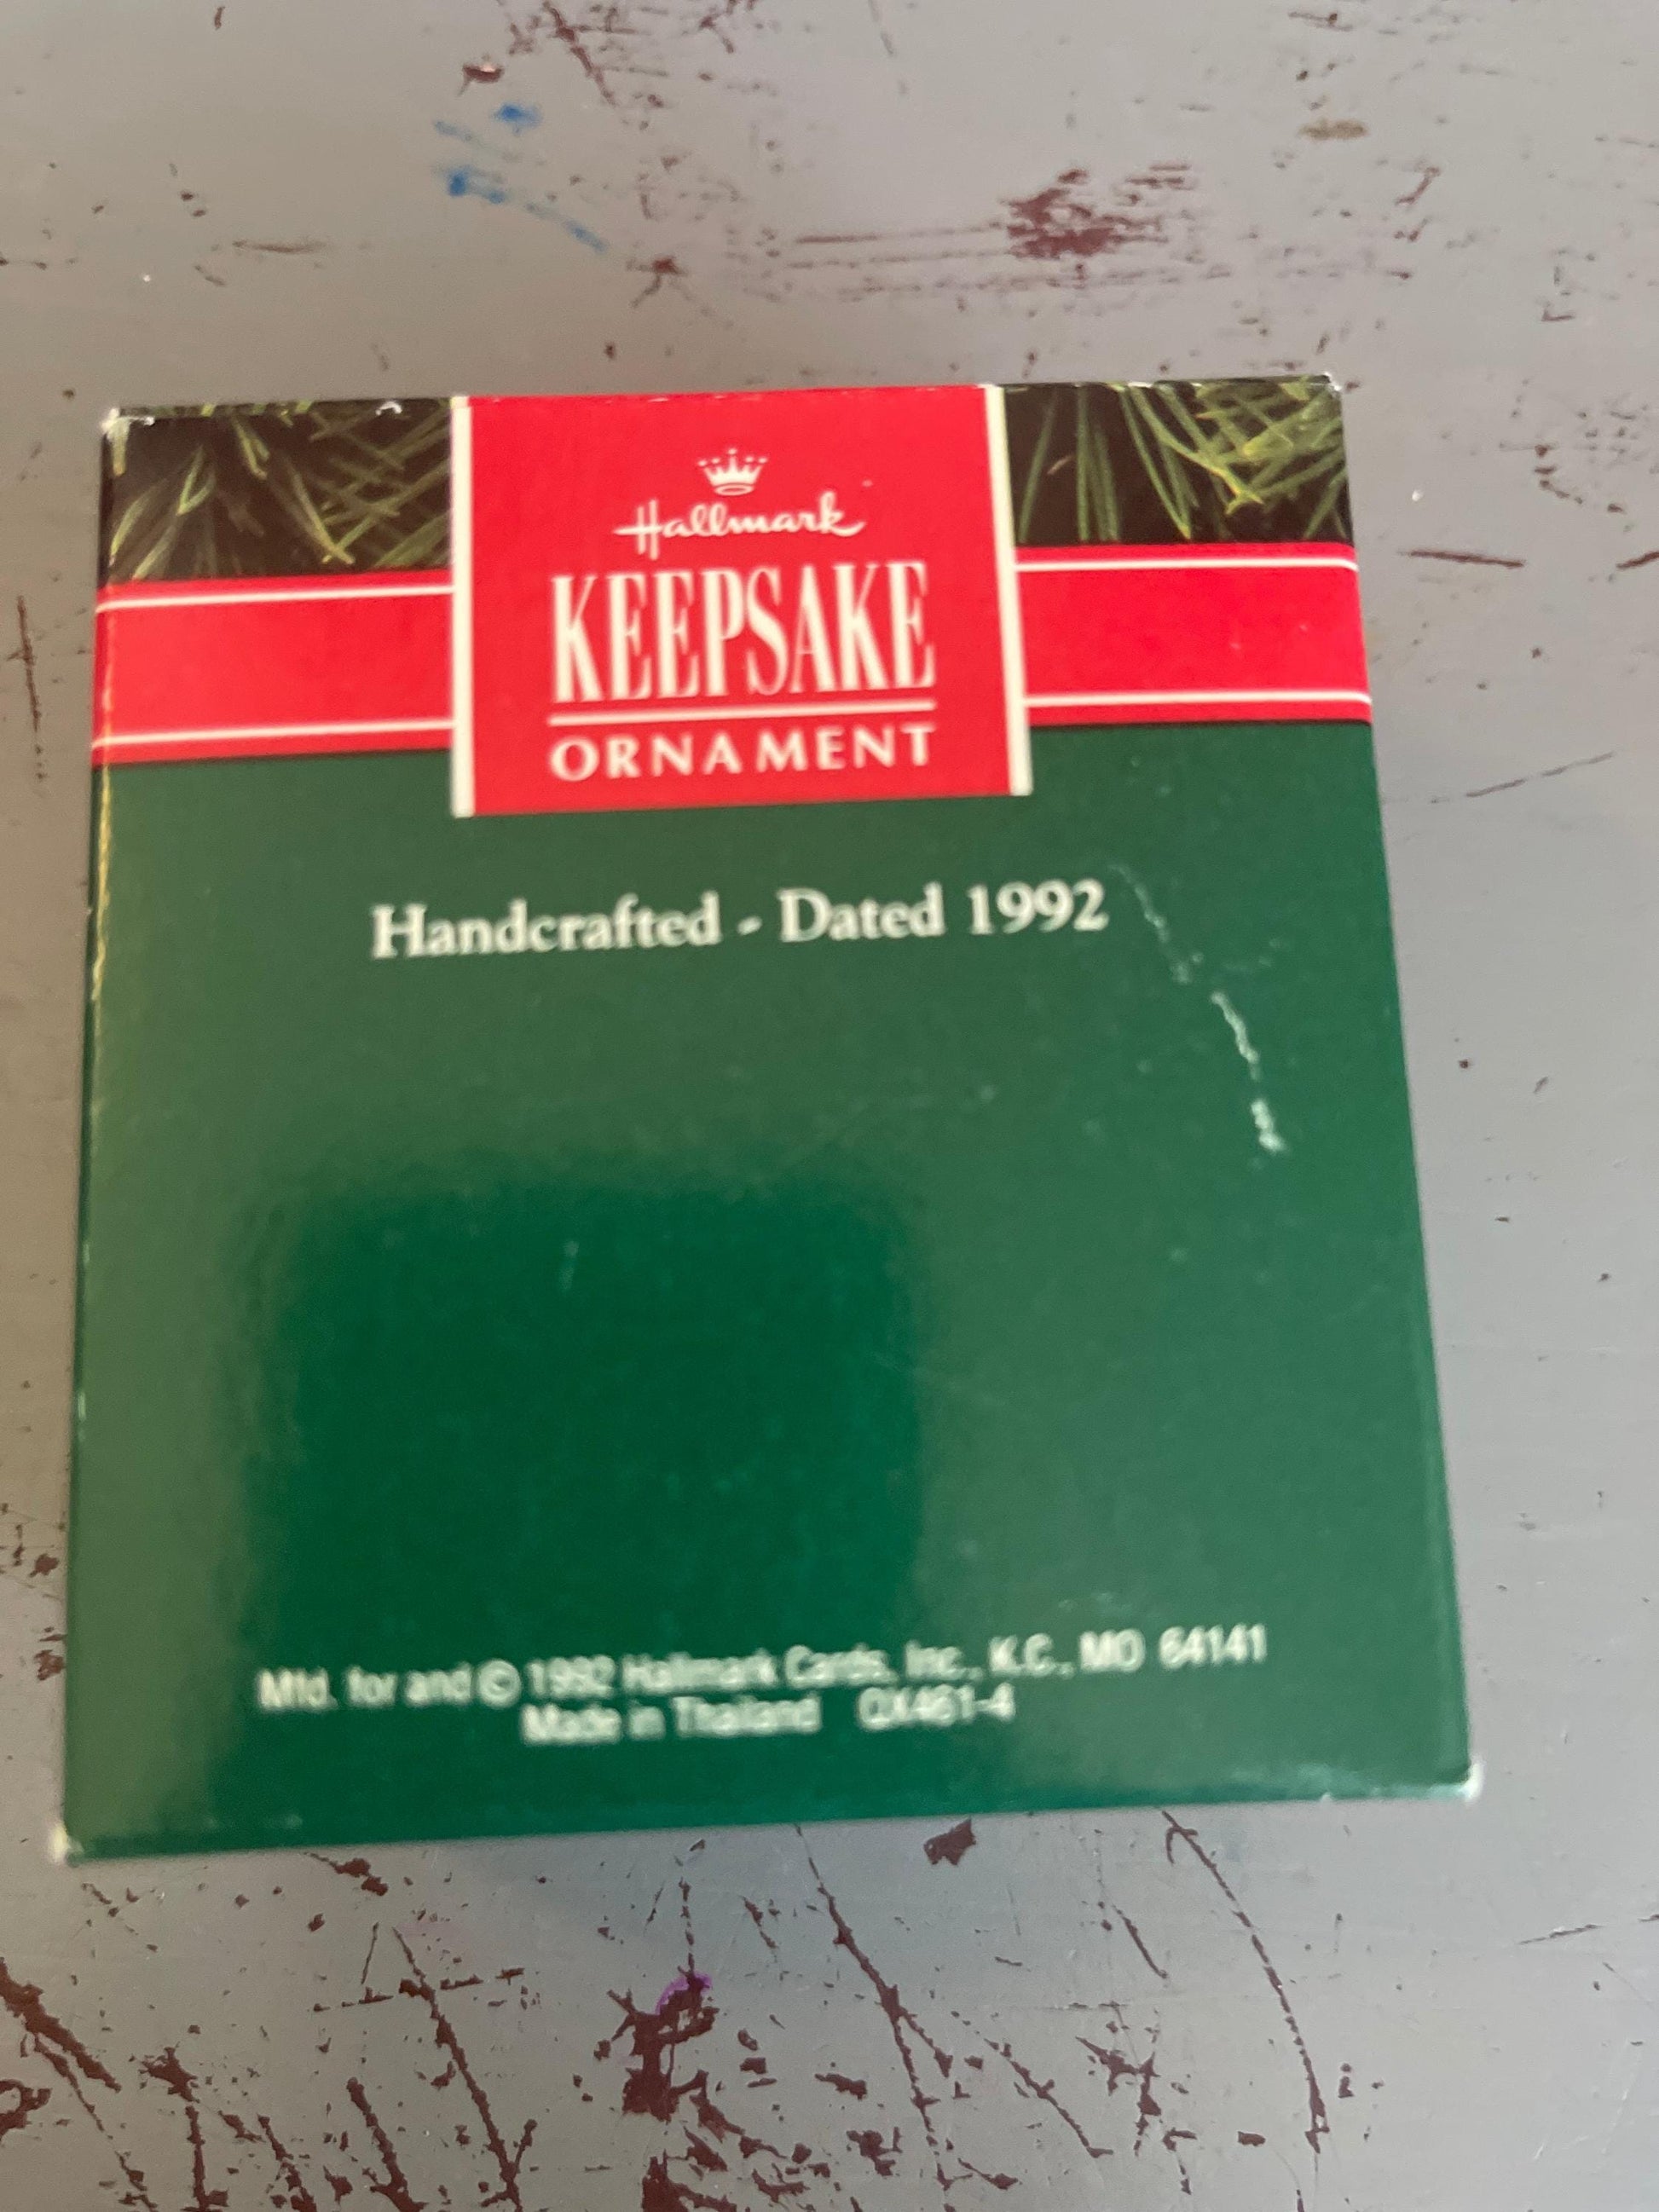 Hallmark
KEEPSAKE
ORNAMENT
Handcrafted - Dated 1992
Mfd. for and © 1992 Hallmark Cards, Inc., K.C., MO 64141
Made in Thailand QX461-4